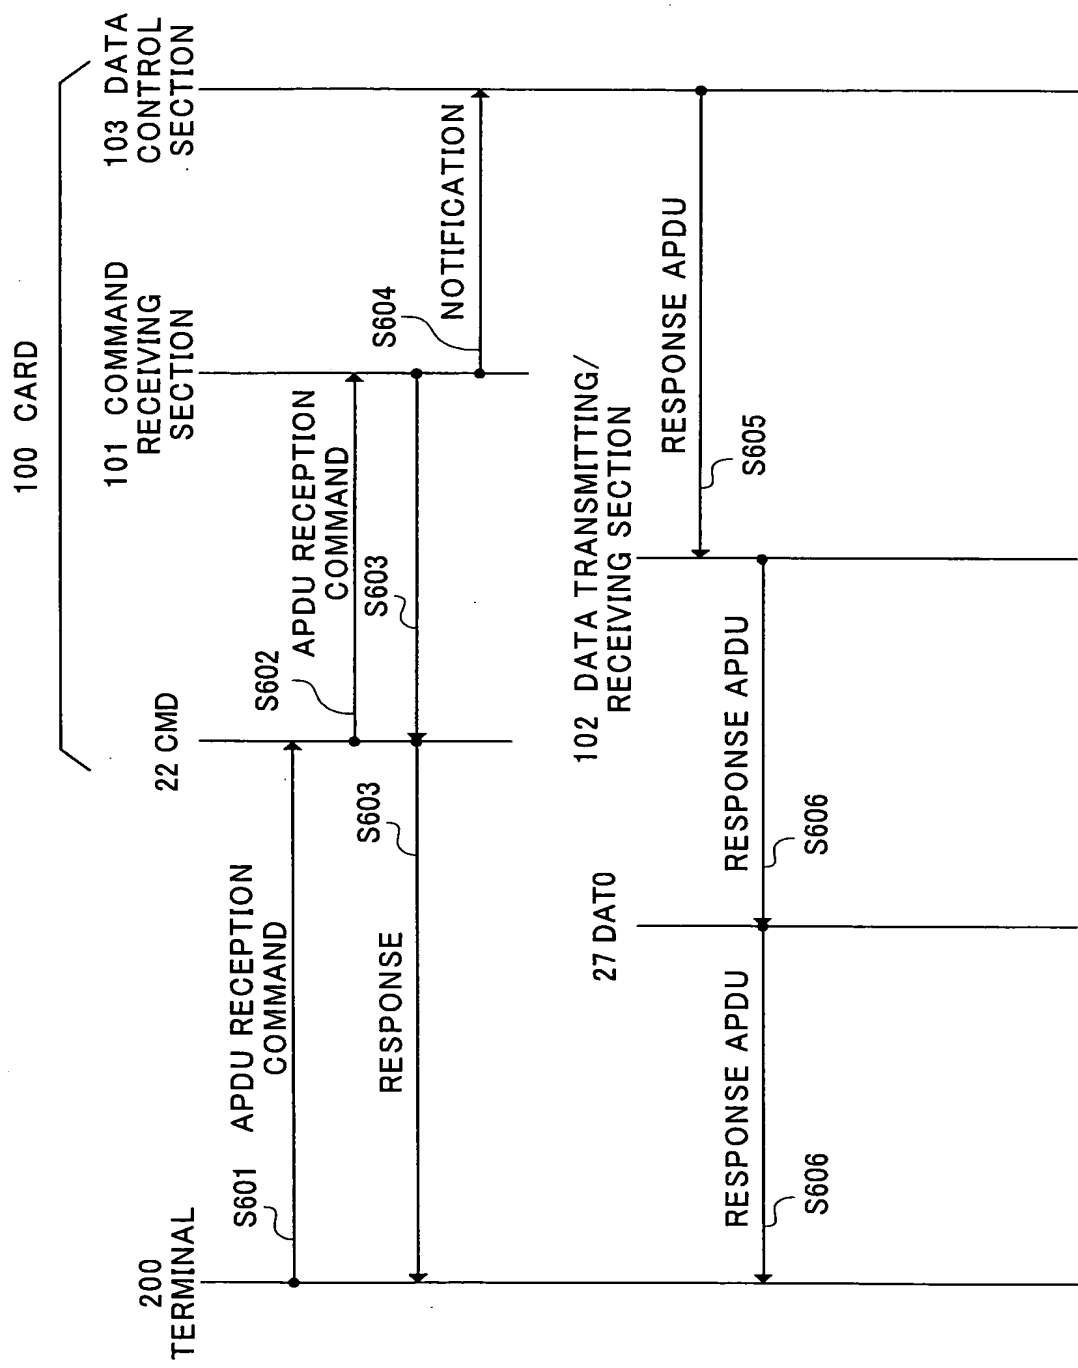 100 CARD
200
TERMINAL
22 CMD
101 COMMAND
RECEIVING
SECTION
103 DATA
CONTROL
SECTION
S601
APDU RECEPTION
COMMAND
S602
APDU RECEPTION
COMMAND
S603
RESPONSE
S603
S604
NOTIFICATION
27 DAT0
102 DATA TRANSMITTING/
RECEIVING SECTION
RESPONSE APDU
S605
RESPONSE APDU
S606
RESPONSE APDU
S606